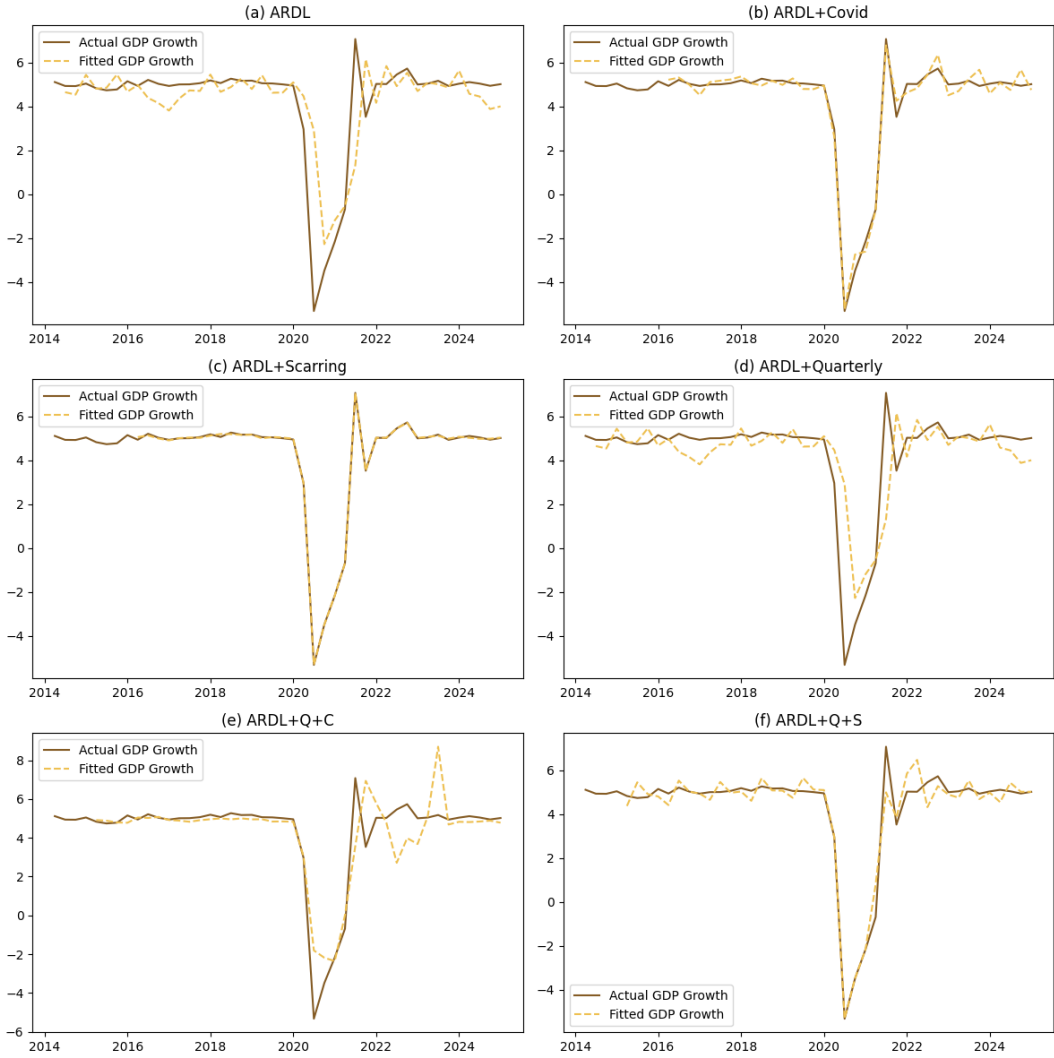 (a) ARDL
Actual GDP Growth
Fitted GDP Growth
6
4
2
0
−2
−4
2014 2016 2018 2020 2022 2024
(b) ARDL+Covid
Actual GDP Growth
Fitted GDP Growth
6
4
2
0
−2
−4
2014 2016 2018 2020 2022 2024
(c) ARDL+Scarring
Actual GDP Growth
Fitted GDP Growth
6
4
2
0
−2
−4
2014 2016 2018 2020 2022 2024
(d) ARDL+Quarterly
Actual GDP Growth
Fitted GDP Growth
6
4
2
0
−2
−4
2014 2016 2018 2020 2022 2024
(e) ARDL+Q+C
Actual GDP Growth
Fitted GDP Growth
8
6
4
2
0
−2
−4
−6
2014 2016 2018 2020 2022 2024
(f) ARDL+Q+S
6
4
2
0
−2
−4
Actual GDP Growth
Fitted GDP Growth
2014 2016 2018 2020 2022 2024